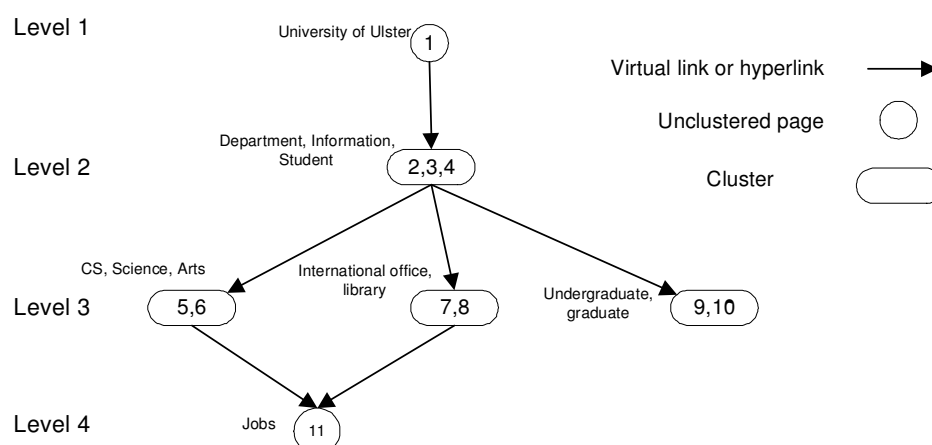 Level 1
University of Ulster
1
Virtual link or hyperlink
Unclustered page
Department, Information,
Student
Level 2
2,3,4
Cluster
CS, Science, Arts
International office,
library
Undergraduate,
graduate
Level 3
5,6
7,8
9,10
Level 4
Jobs
11